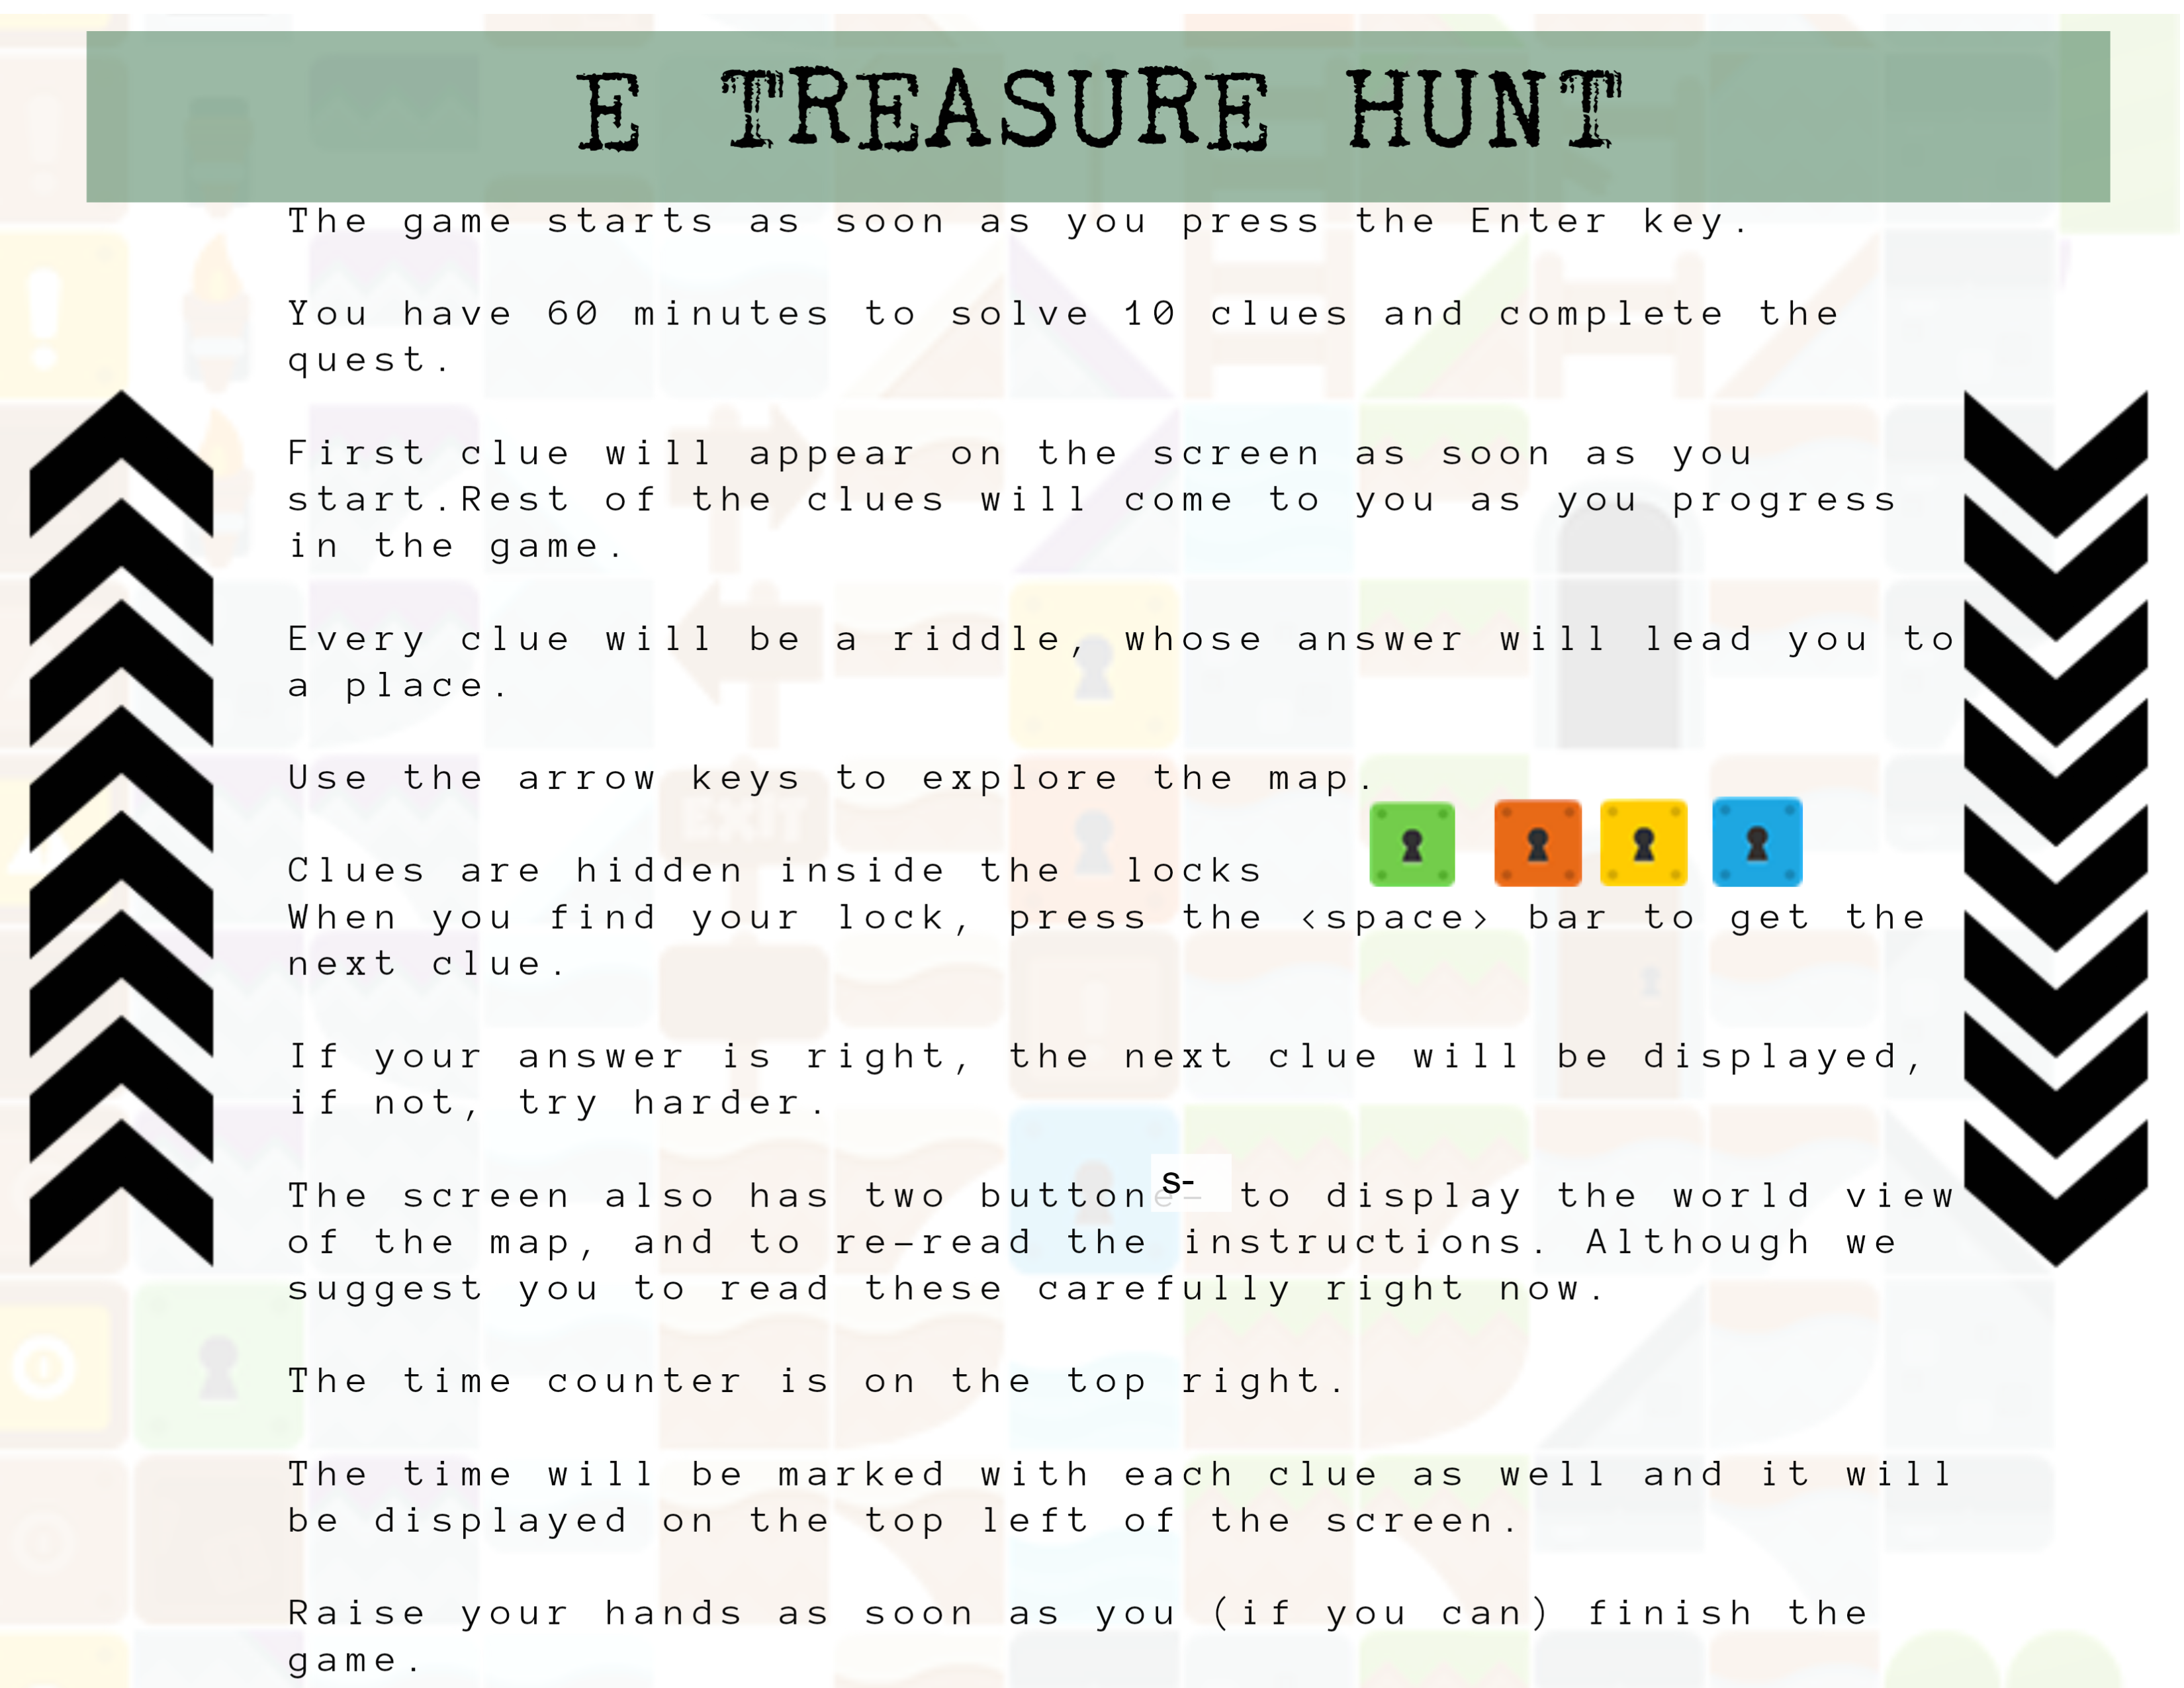 E TREASURE HUNT
The game starts as soon as you press the Enter key.
You have 60 minutes to solve 10 clues and complete the
quest.
First clue will appear on the screen as soon as you
start.Rest of the clues will come to you as you progress
in the game.
Every clue will be a riddle, whose answer will lead you to
a place.
Use the arrow keys to explore the map.
Clues are hidden inside the locks
When you find your lock, press the <space> bar to get the
next clue.
If your answer is right, the next clue will be displayed,
if not, try harder.
The screen also has two buttons- to display the world view
of the map, and to re-read the instructions. Although we
suggest you to read these carefully right now.
The time counter is on the top right.
The time will be marked with each clue as well and it will
be displayed on the top left of the screen.
Raise your hands as soon as you (if you can) finish the
game.
EXIT